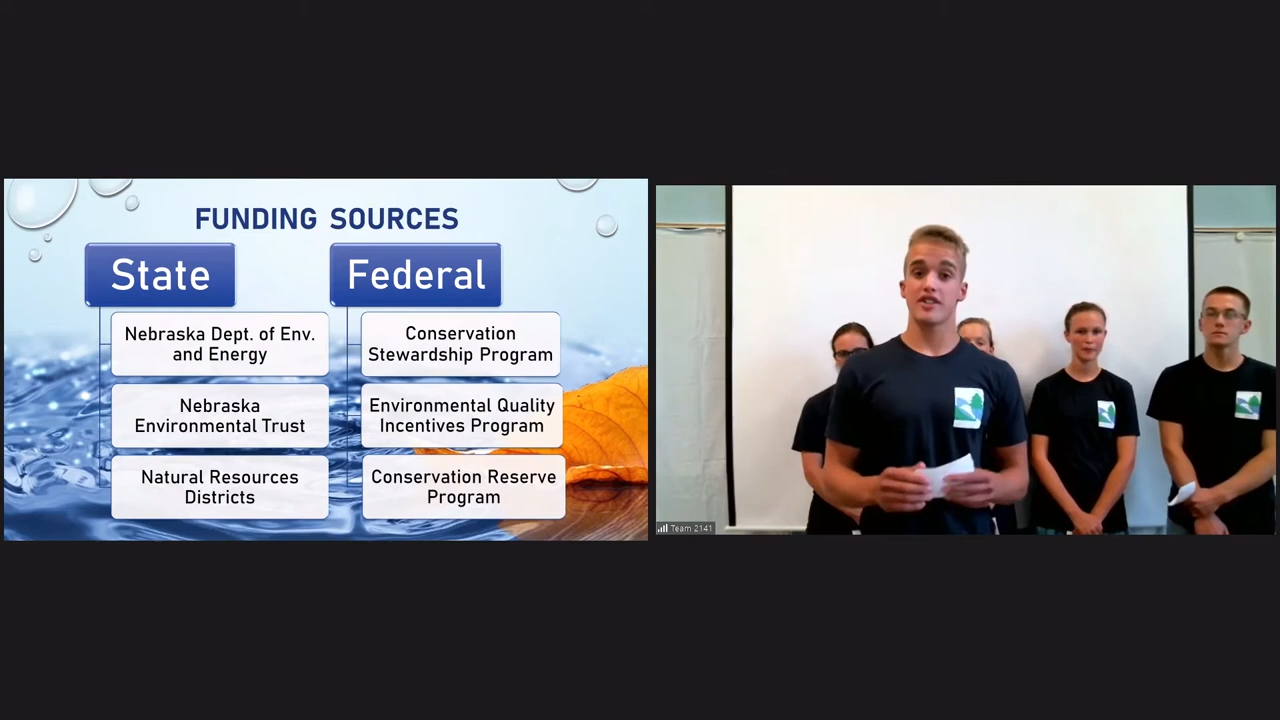 FUNDING SOURCES
State
Nebraska Dept. of Env.
and Energy
Nebraska
Environmental Trust
Natural Resources
Districts
Federal
Conservation
Stewardship Program
Environmental Quality
Incentives Program
Conservation Reserve
Program
Team 2141